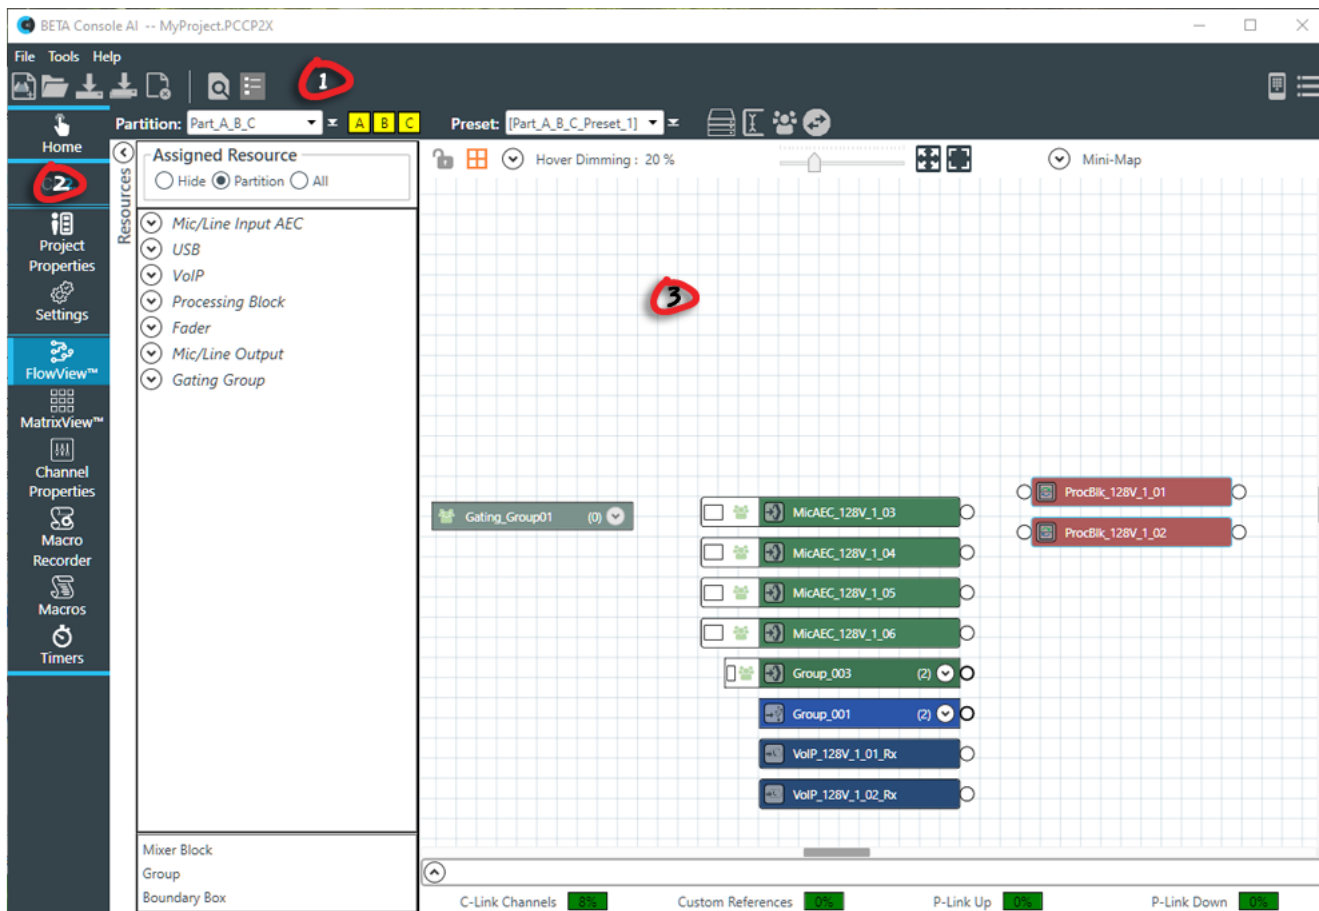 BETA Console AI -- MyProject.PCCP2X
File Tools Help
1
Partition: Part_A_B_C A B C Preset: [Part_A_B_C_Preset_1]
Home
2
Project
Properties
Settings
FlowView™
MatrixView™
Channel
Properties
Macro
Recorder
Macros
Timers
Resources
Assigned Resource
Hide Partition All
Mic/Line Input AEC
USB
VoIP
Processing Block
Fader
Mic/Line Output
Gating Group
Mixer Block
Group
Boundary Box
Hover Dimming : 20 %
Mini-Map
3
Gating_Group01 (0)
MicAEC_128V_1_03
MicAEC_128V_1_04
MicAEC_128V_1_05
MicAEC_128V_1_06
Group_003 (2)
Group_001 (2)
VoIP_128V_1_01_Rx
VoIP_128V_1_02_Rx
ProcBlk_128V_1_01
ProcBlk_128V_1_02
C-Link Channels 8% Custom References 0% P-Link Up 0% P-Link Down 0%